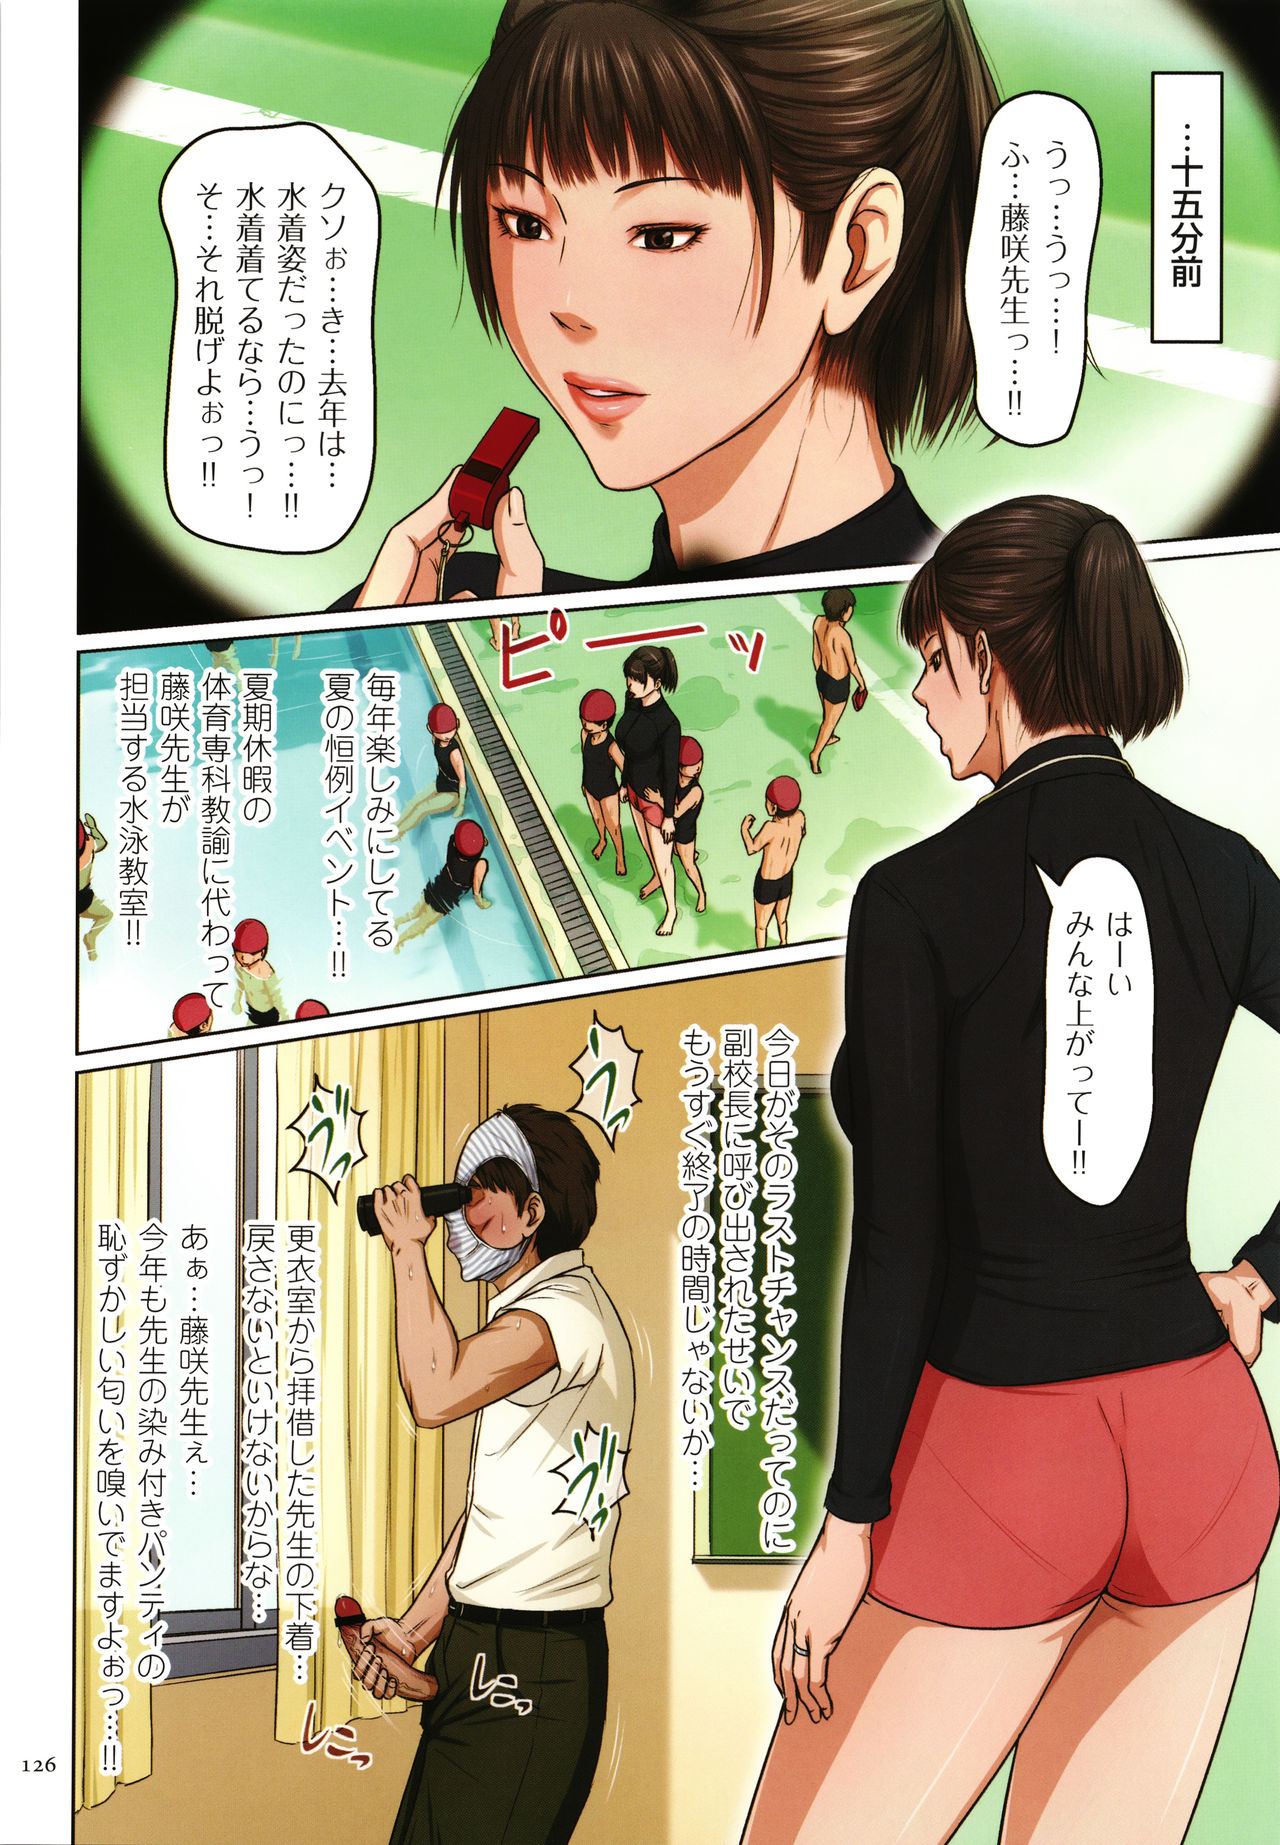 …十五分前
うっ…うっ…！
ふ…藤咲先生っ…!!
クソぉ…き…去年は…
水着姿だったのにっ…!!
水着着てるなら…うっ！
そ…それ脱げよぉっ!!
ピーッ
はーい
みんな上がってー!!
毎年楽しみにしてる
夏の恒例イベント…!!
夏期休暇の
体育専科教諭に代わって
藤咲先生が
担当する水泳教室!!
今日がそのラストチャンスだってのに
副校長に呼び出されたせいで
もうすぐ終了の時間じゃないか…
更衣室から拝借した先生の下着…
戻さないといけないからな…
あぁ…藤咲先生ぇ…
今年も先生の染み付きパンティの
恥ずかしい匂いを嗅いでますよぉっ…!!
シコっ
シコっ
126